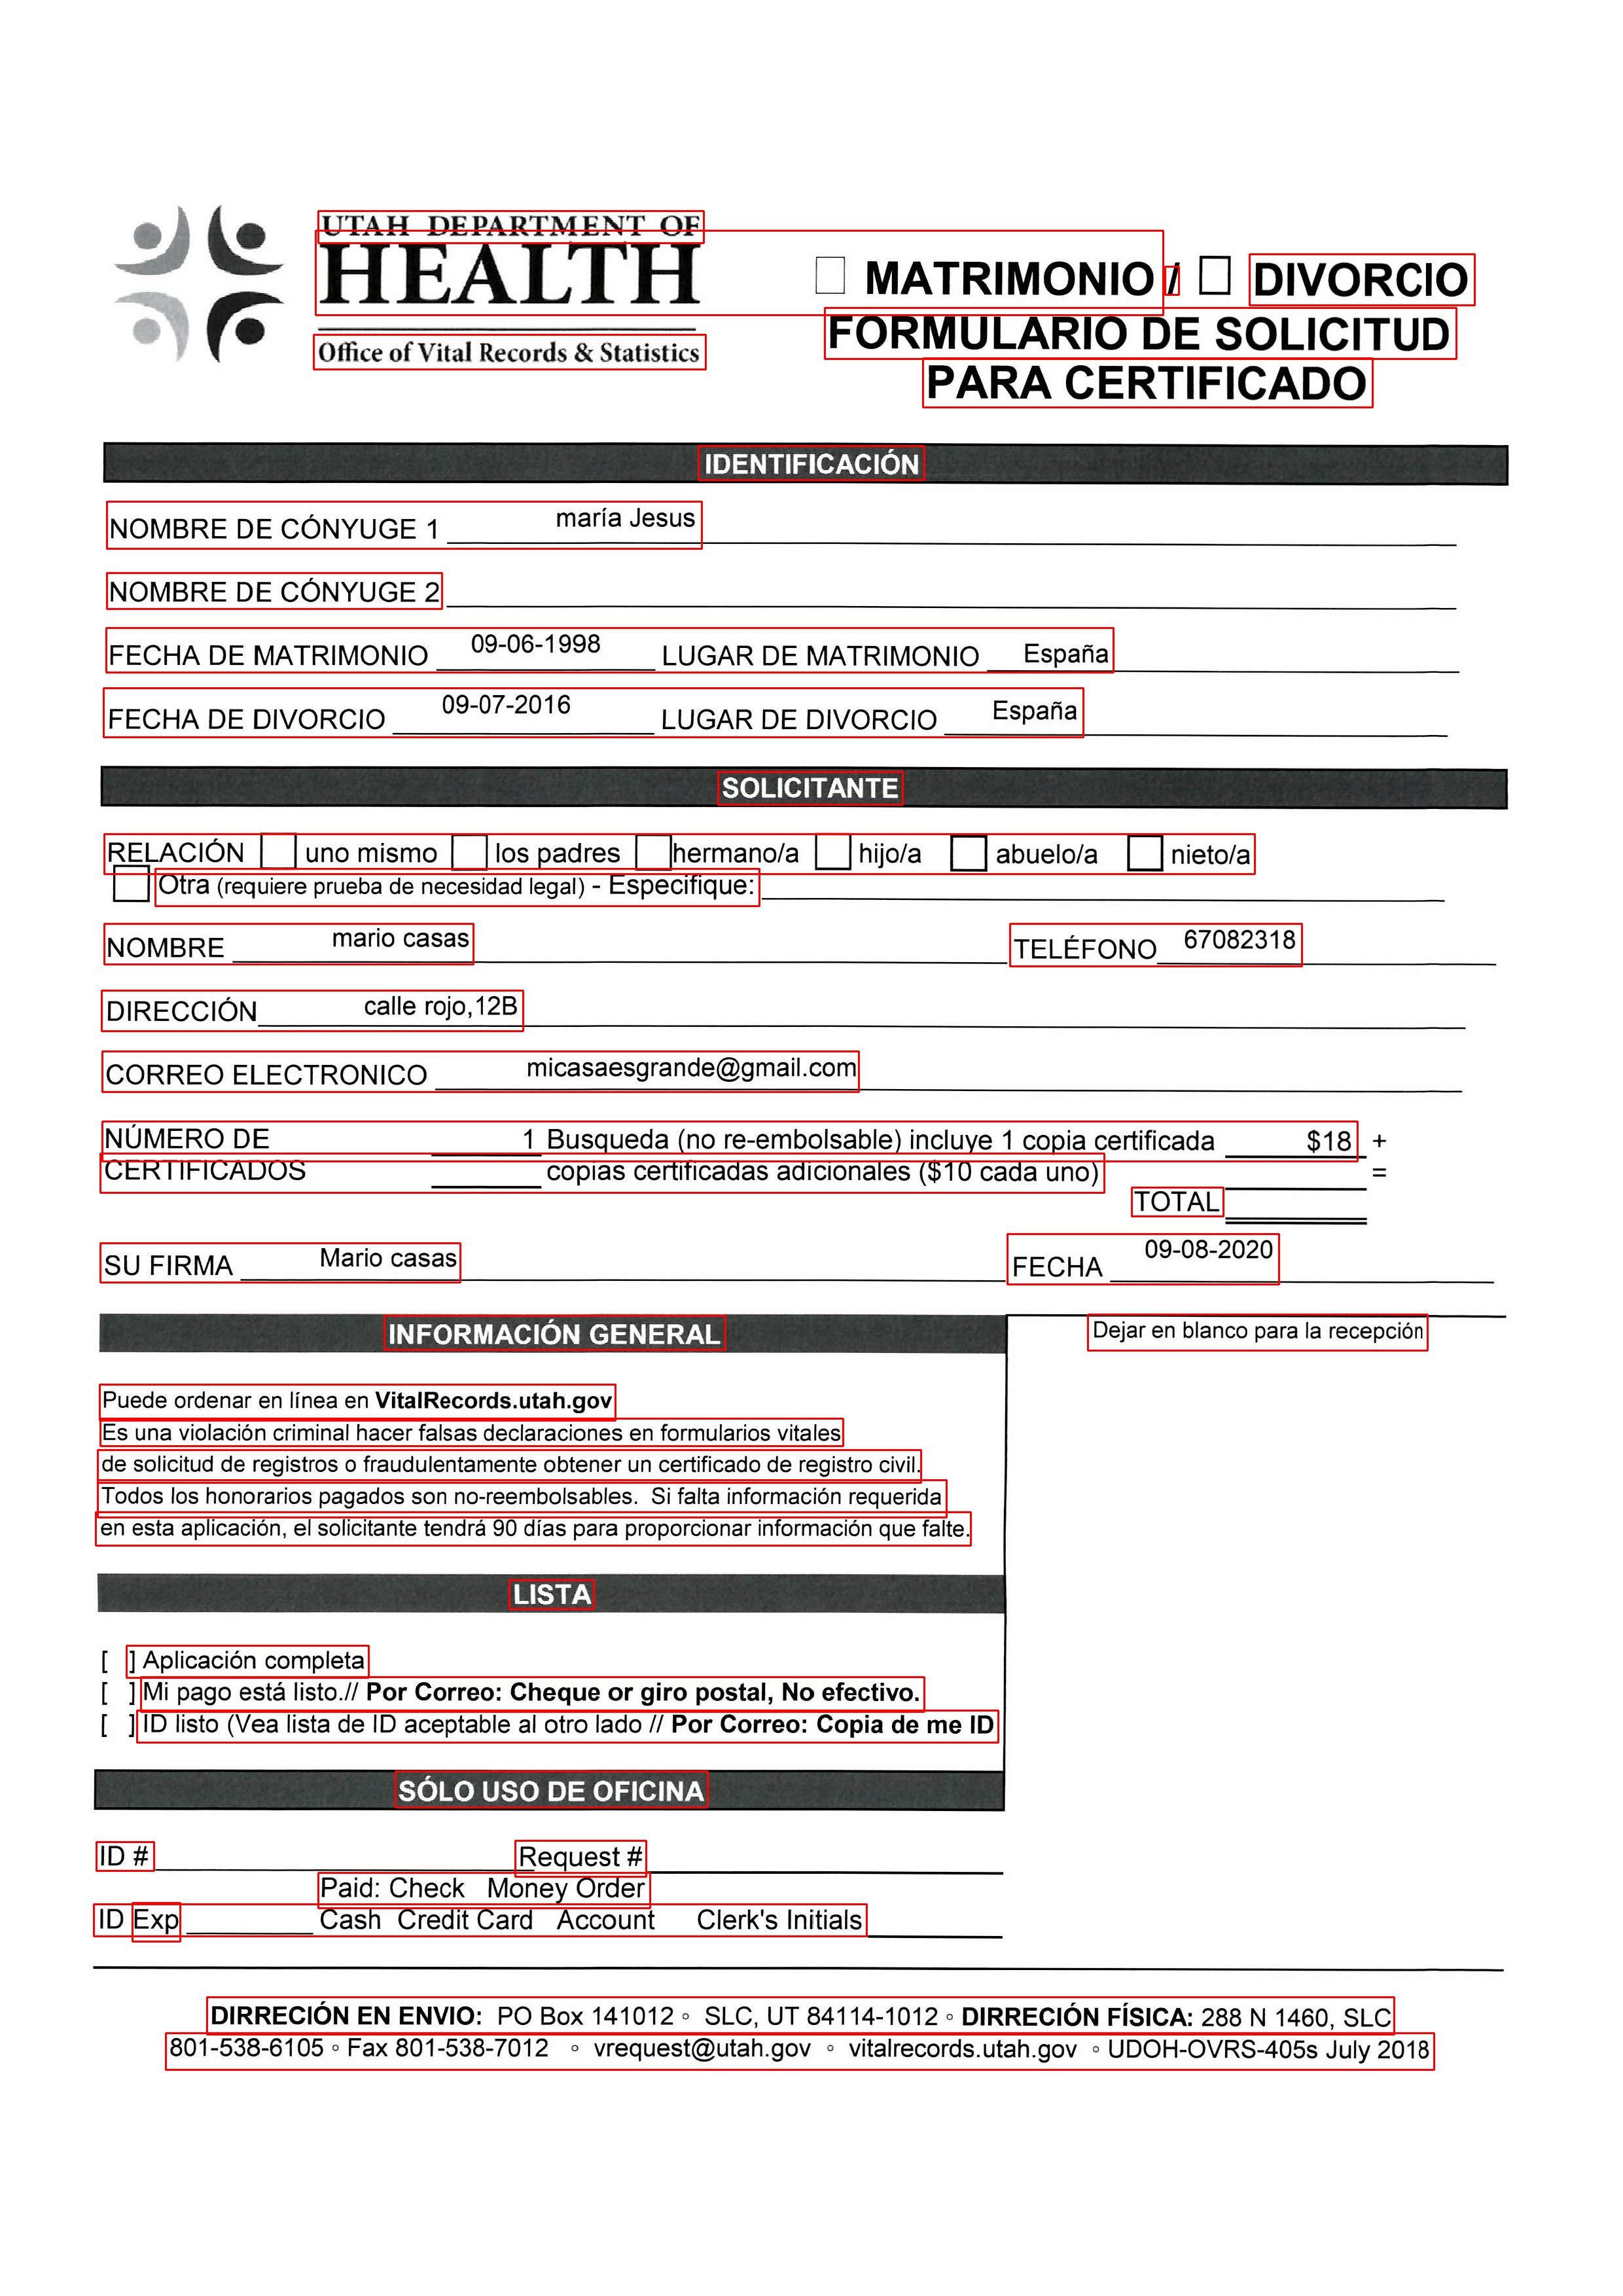 UTAH DEPARTMENT OF
HEALTH
Office of Vital Records & Statistics
MATRIMONIO / DIVORCIO
FORMULARIO DE SOLICITUD
PARA CERTIFICADO
IDENTIFICACIÓN
NOMBRE DE CÓNYUGE 1 maría Jesus
NOMBRE DE CÓNYUGE 2
FECHA DE MATRIMONIO 09-06-1998 LUGAR DE MATRIMONIO España
FECHA DE DIVORCIO 09-07-2016 LUGAR DE DIVORCIO España
SOLICITANTE
RELACIÓN uno mismo los padres hermano/a hijo/a abuelo/a nieto/a
Otra (requiere prueba de necesidad legal) - Especifique:
NOMBRE mario casas TELÉFONO 67082318
DIRECCIÓN calle rojo,12B
CORREO ELECTRONICO micasaesgrande@gmail.com
NÚMERO DE 1 Busqueda (no re-embolsable) incluye 1 copia certificada $18 +
CERTIFICADOS copias certificadas adicionales ($10 cada uno) =
TOTAL
SU FIRMA Mario casas FECHA 09-08-2020
INFORMACIÓN GENERAL
Dejar en blanco para la recepción
Puede ordenar en línea en VitalRecords.utah.gov
Es una violación criminal hacer falsas declaraciones en formularios vitales
de solicitud de registros o fraudulentamente obtener un certificado de registro civil.
Todos los honorarios pagados son no-reembolsables. Si falta información requerida
en esta aplicación, el solicitante tendrá 90 días para proporcionar información que falte.
LISTA
[ ] Aplicación completa
[ ] Mi pago está listo.// Por Correo: Cheque or giro postal, No efectivo.
[ ] ID listo (Vea lista de ID aceptable al otro lado // Por Correo: Copia de me ID
SÓLO USO DE OFICINA
ID # Request #
Paid: Check Money Order
ID Exp Cash Credit Card Account Clerk's Initials
DIRRECIÓN EN ENVIO: PO Box 141012 ◦ SLC, UT 84114-1012 ◦ DIRRECIÓN FÍSICA: 288 N 1460, SLC
801-538-6105 ◦ Fax 801-538-7012 ◦ vrequest@utah.gov ◦ vitalrecords.utah.gov ◦ UDOH-OVRS-405s July 2018